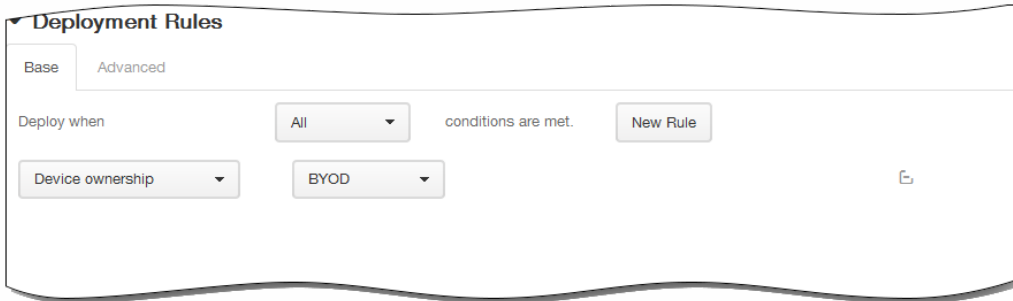 Deployment Rules
Base Advanced
Deploy when All conditions are met. New Rule
Device ownership BYOD